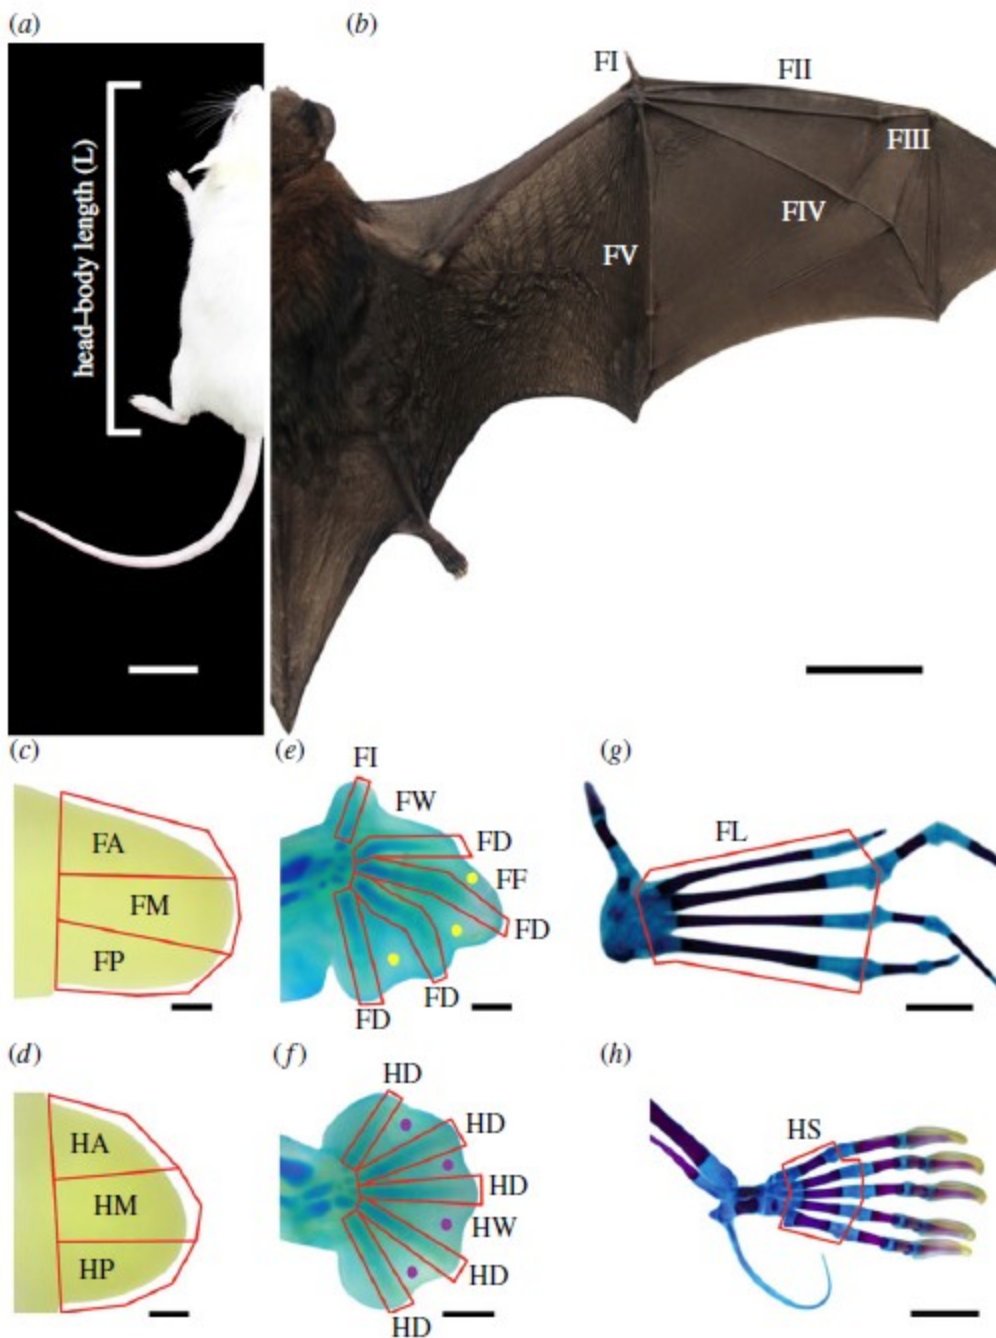 (a)
(b)
head–body length (L)
FI
FII
FIII
FIV
FV
(c)
(e)
(g)
FA
FM
FP
FI
FW
FD
FF
FD
FD
FD
FL
(d)
(f)
(h)
HA
HM
HP
HD
HD
HD
HW
HD
HD
HS